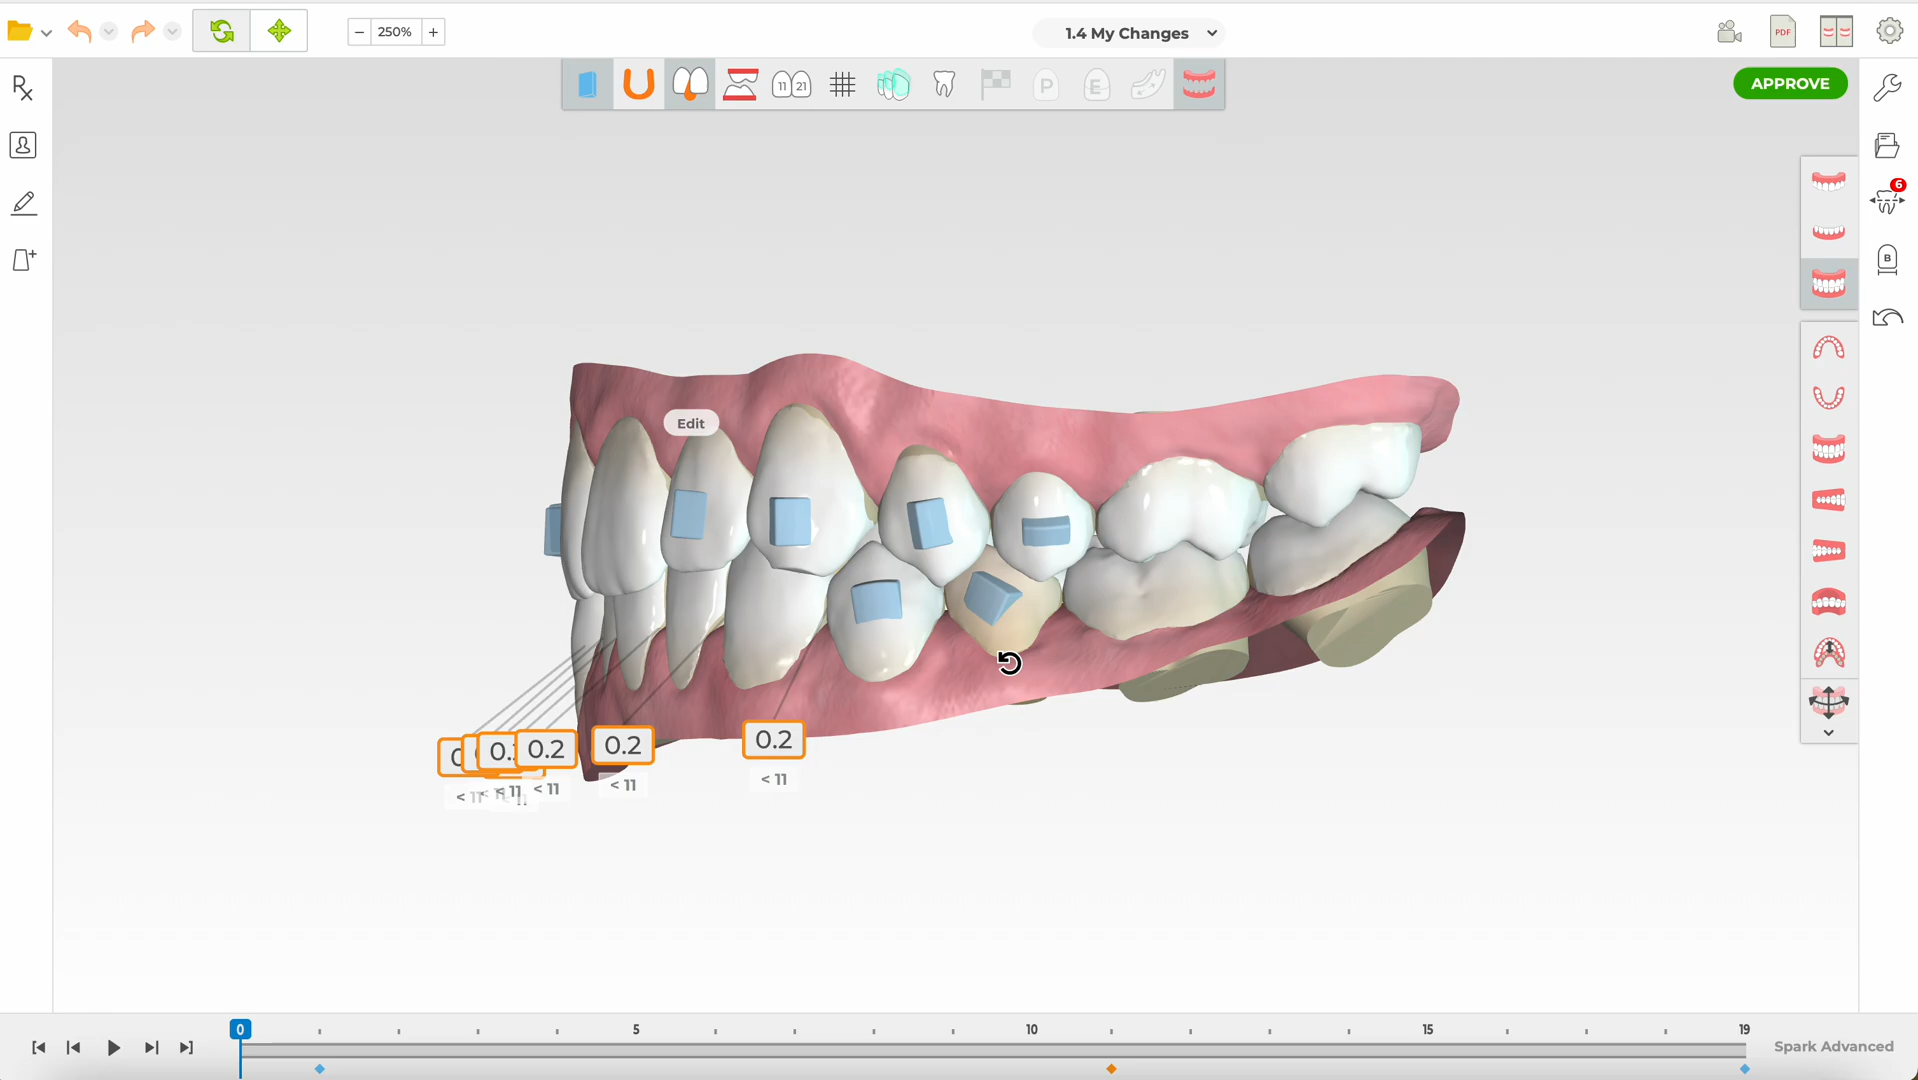 250%
1.4 My Changes
PDF
11 21
P
E
APPROVE
Rx
6
B
Edit
0.2
0.2
0.2
< 11
< 11
< 11
0
5
10
15
19
Spark Advanced